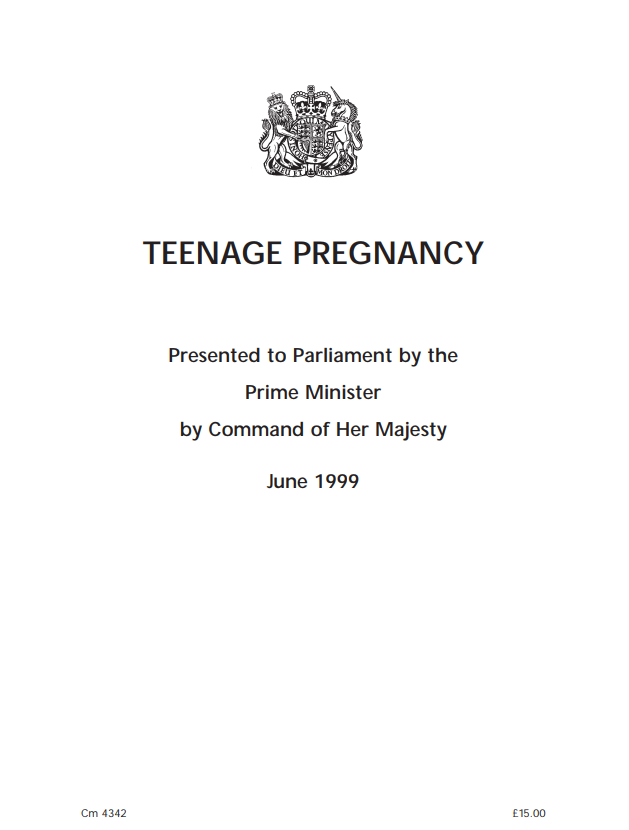 DIEU ET MON DROIT
TEENAGE PREGNANCY
Presented to Parliament by the
Prime Minister
by Command of Her Majesty
June 1999
Cm 4342
£15.00